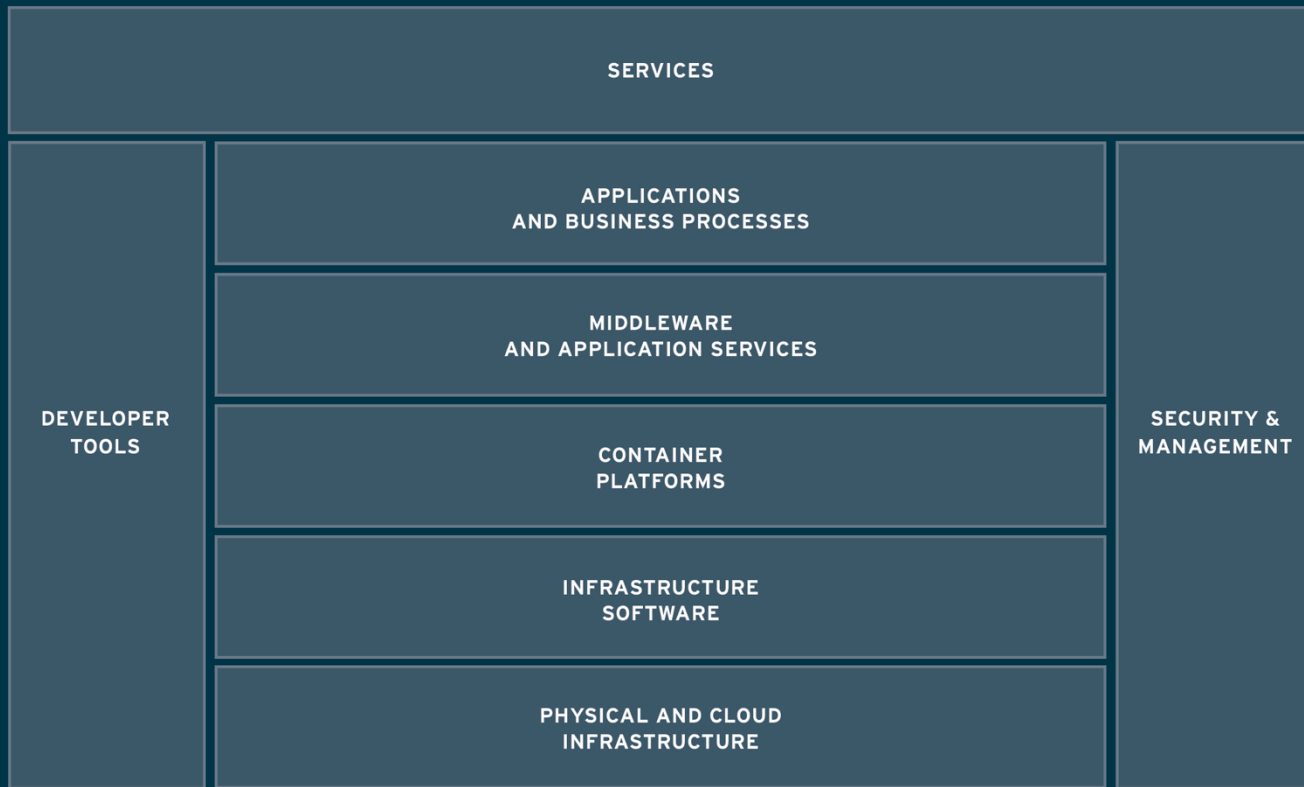 SERVICES
APPLICATIONS
AND BUSINESS PROCESSES
MIDDLEWARE
AND APPLICATION SERVICES
DEVELOPER
TOOLS
CONTAINER
PLATFORMS
SECURITY &
MANAGEMENT
INFRASTRUCTURE
SOFTWARE
PHYSICAL AND CLOUD
INFRASTRUCTURE